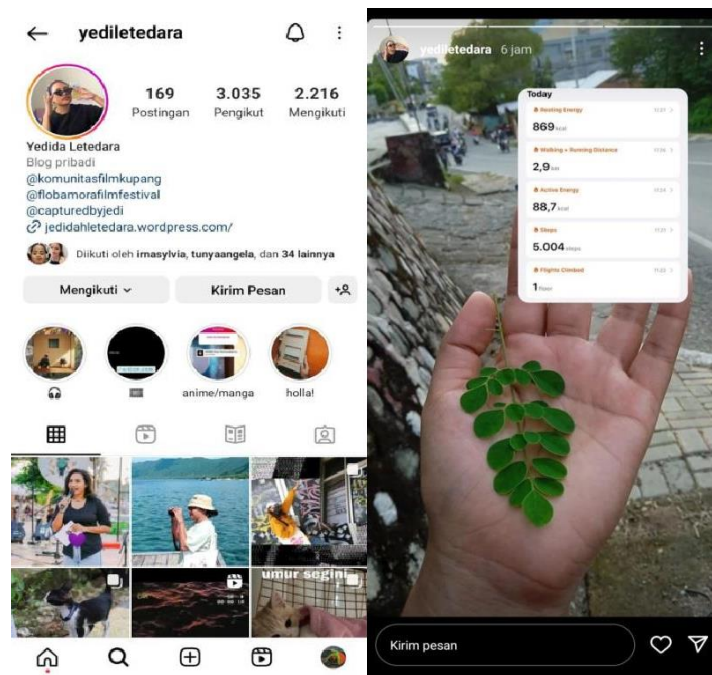 yediletedara
169 3.035 2.216
Postingan Pengikut Mengikuti
Yedida Letedara
Blog pribadi
@komunitasfilmkupang
@flobamorafilmfestival
@capturedbyjedi
jedidahletedara.wordpress.com/
Diikuti oleh irnasylvia, tunyaangela, dan 34 lainnya
Mengikuti
Kirim Pesan
anime/manga holla!
umur segini
yediletedara 6 jam
Today
Resting Energy
869 kcal
Walking + Running Distance
2,9 km
Active Energy
88,7 kcal
Steps
5.004 steps
Flights Climbed
1 floor
Kirim pesan